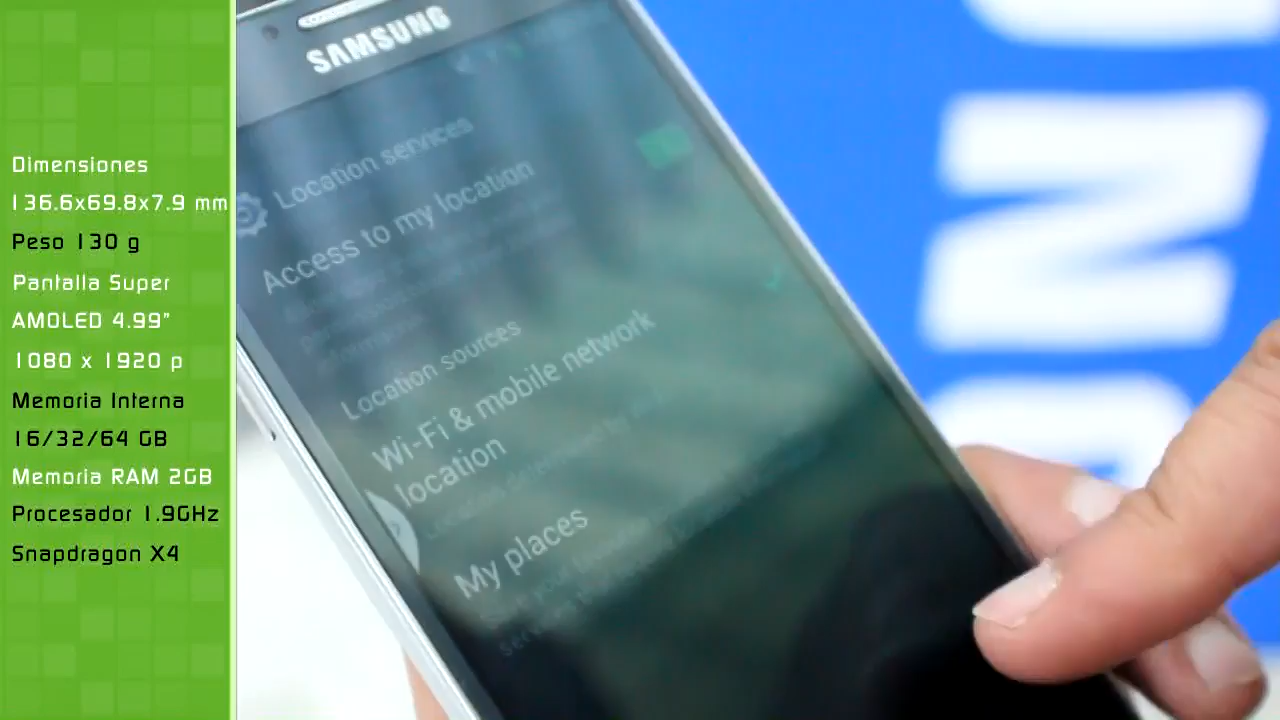 Dimensiones
136.6x69.8x7.9 mm
Peso 130 g
Pantalla Super
AMOLED 4.99"
1080 x 1920 p
Memoria Interna
16/32/64 GB
Memoria RAM 2GB
Procesador 1.9GHz
Snapdragon X4
SAMSUNG
Location services
Access to my location
Location sources
Wi-Fi & mobile network
location
My places